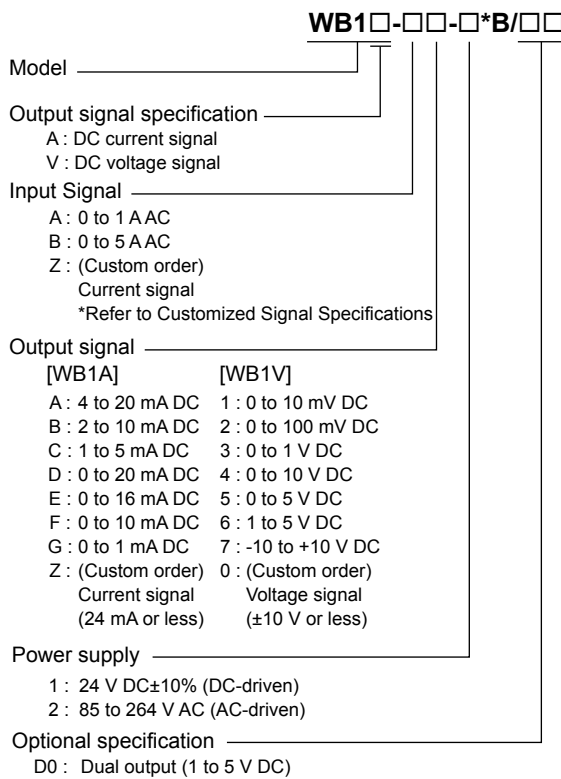 WB1□-□□-□*B/□□
Model
Output signal specification
A : DC current signal
V : DC voltage signal
Input Signal
A : 0 to 1 A AC
B : 0 to 5 A AC
Z : (Custom order)
Current signal
*Refer to Customized Signal Specifications
Output signal
[WB1A] [WB1V]
A : 4 to 20 mA DC 1 : 0 to 10 mV DC
B : 2 to 10 mA DC 2 : 0 to 100 mV DC
C : 1 to 5 mA DC 3 : 0 to 1 V DC
D : 0 to 20 mA DC 4 : 0 to 10 V DC
E : 0 to 16 mA DC 5 : 0 to 5 V DC
F : 0 to 10 mA DC 6 : 1 to 5 V DC
G : 0 to 1 mA DC 7 : -10 to +10 V DC
Z : (Custom order) 0 : (Custom order)
Current signal Voltage signal
(24 mA or less) (±10 V or less)
Power supply
1 : 24 V DC±10% (DC-driven)
2 : 85 to 264 V AC (AC-driven)
Optional specification
D0 : Dual output (1 to 5 V DC)